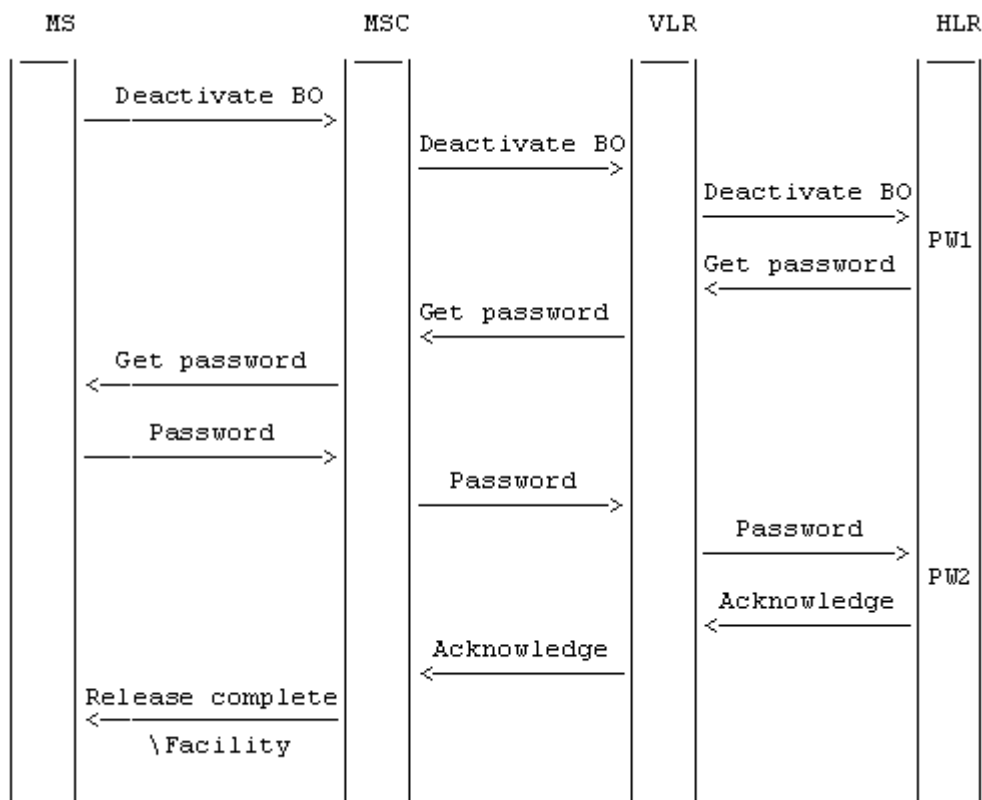 MS MSC VLR HLR
Deactivate BO
Deactivate BO
Deactivate BO
PW1
Get password
Get password
Get password
Password
Password
Password
PW2
Acknowledge
Acknowledge
Release complete
\Facility